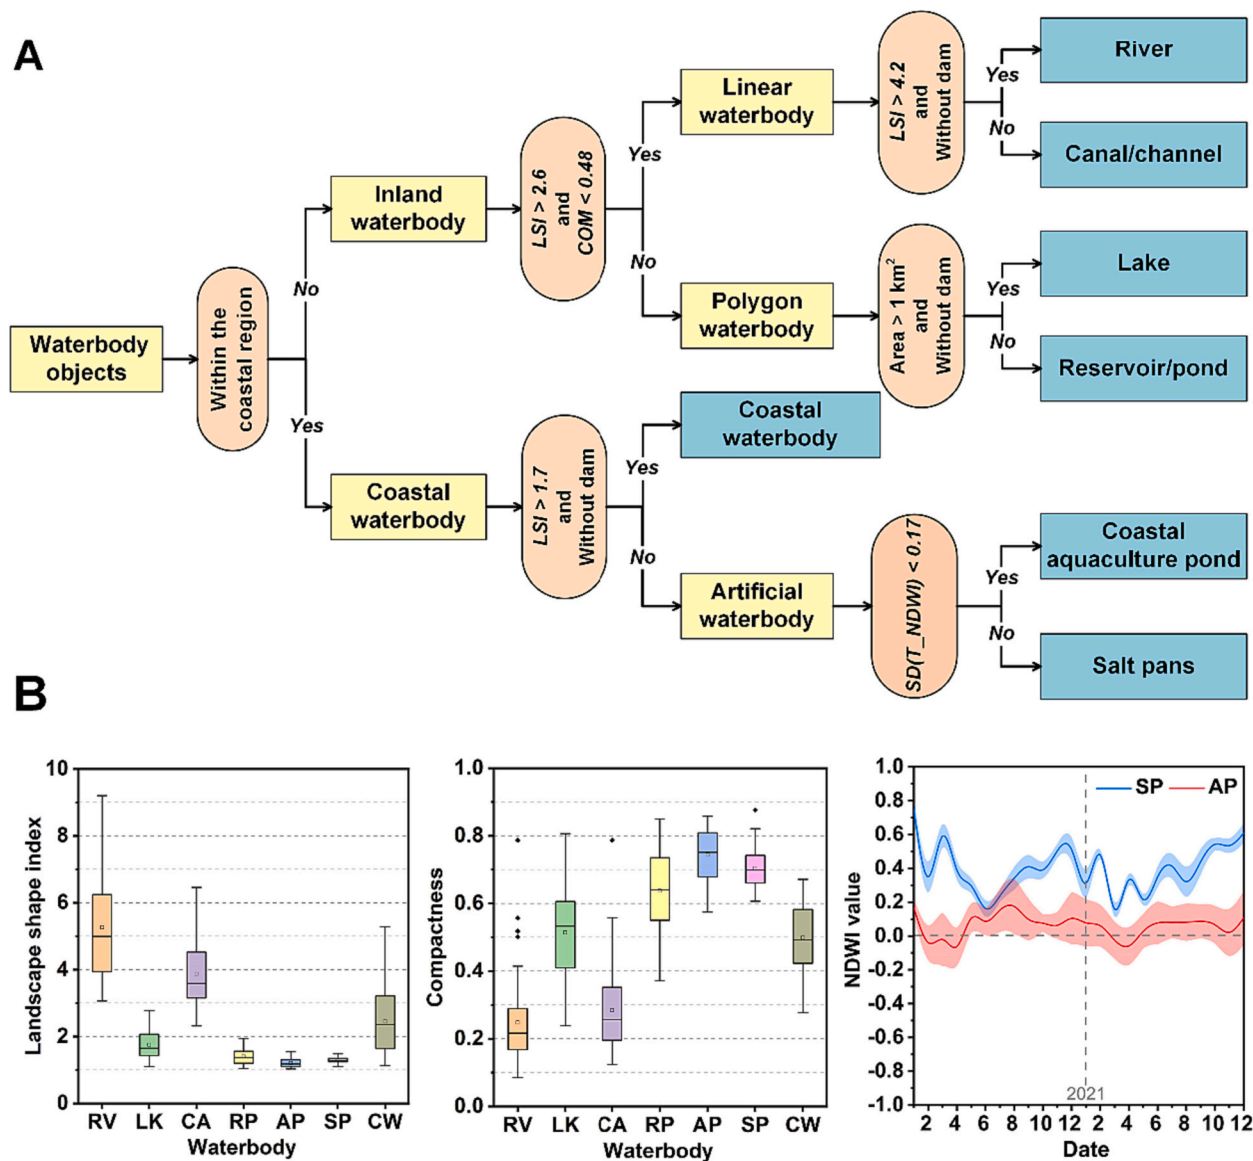 A
Waterbody
objects
Within the
coastal region
No
Yes
Inland
waterbody
Coastal
waterbody
LSI > 2.6
and
COM < 0.48
Yes
No
LSI > 1.7
and
Without dam
Yes
No
Linear
waterbody
Polygon
waterbody
Coastal
waterbody
Artificial
waterbody
LSI > 4.2
and
Without dam
Yes
No
Area > 1 km²
and
Without dam
Yes
No
SD(T_NDWI) < 0.17
Yes
No
River
Canal/channel
Lake
Reservoir/pond
Coastal
aquaculture pond
Salt pans
B
Landscape shape index
10
8
6
4
2
0
RV LK CA RP AP SP CW
Waterbody
Compactness
1.0
0.8
0.6
0.4
0.2
0.0
RV LK CA RP AP SP CW
Waterbody
NDWI value
1.0
0.8
0.6
0.4
0.2
0.0
-0.2
-0.4
-0.6
-0.8
-1.0
SP AP
2021
2 4 6 8 10 12 2 4 6 8 10 12
Date